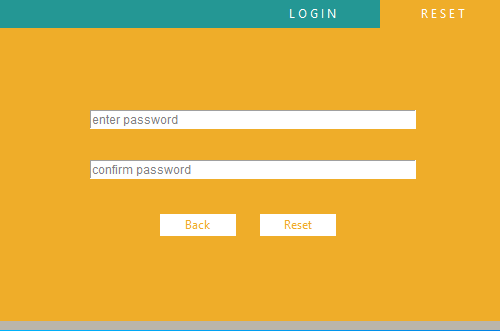 LOGIN RESET
enter password
confirm password
Back Reset